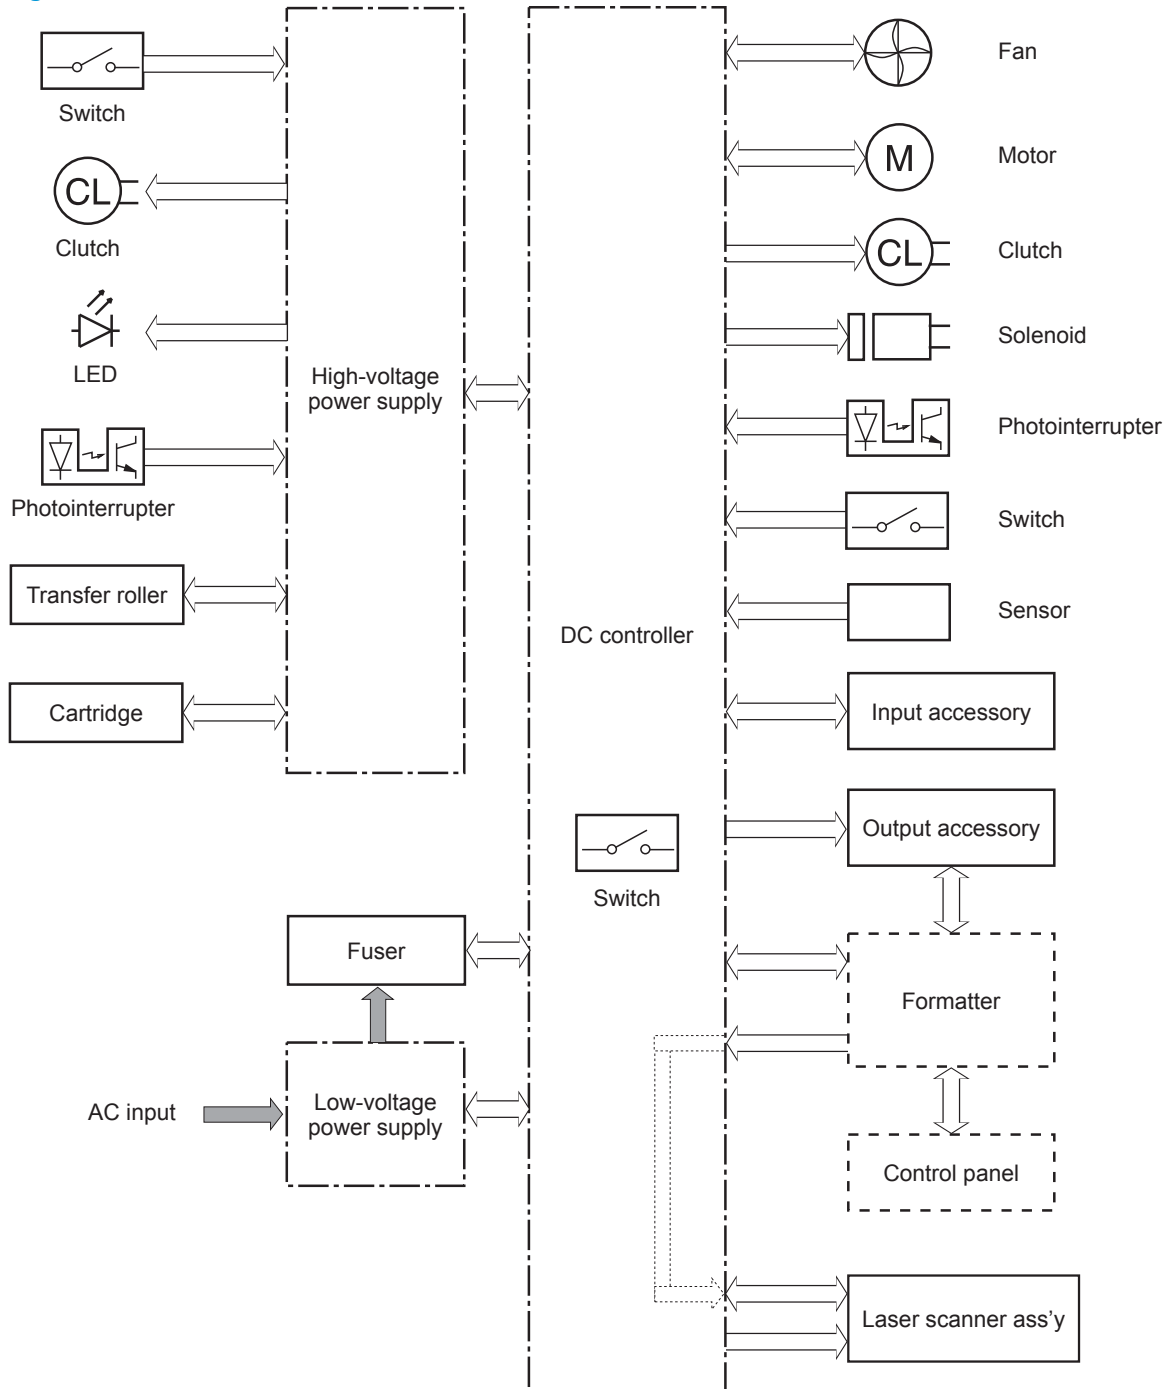 Switch
CL
Clutch
LED
Photointerrupter
Transfer roller
Cartridge
High-voltage
power supply
Fuser
AC input
Low-voltage
power supply
DC controller
Switch
Fan
M
Motor
CL
Clutch
Solenoid
Photointerrupter
Switch
Sensor
Input accessory
Output accessory
Formatter
Control panel
Laser scanner ass'y